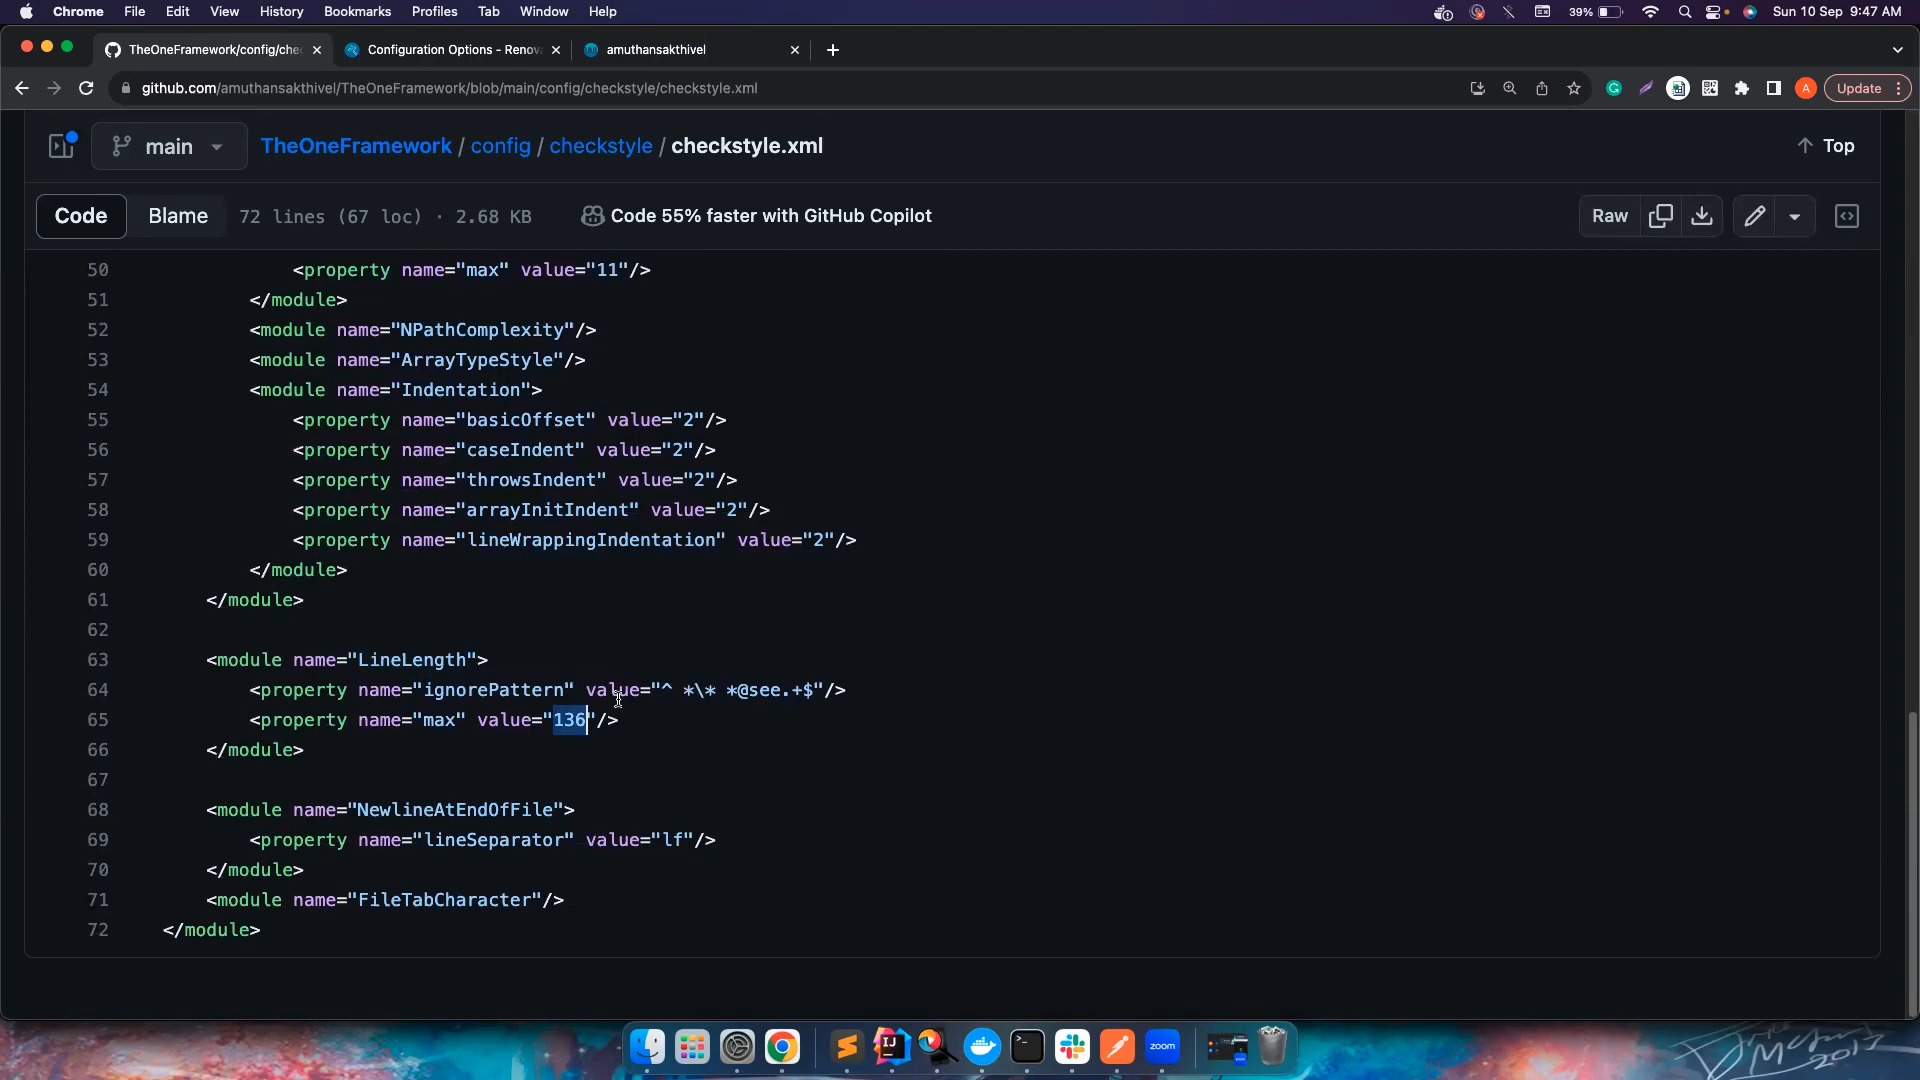 Chrome File Edit View History Bookmarks Profiles Tab Window Help 39% Sun 10 Sep 9:47 AM
TheOneFramework/config/chec Configuration Options - Renova amuthansakthivel
github.com/amuthansakthivel/TheOneFramework/blob/main/config/checkstyle/checkstyle.xml A Update
main TheOneFramework / config / checkstyle / checkstyle.xml Top
Code Blame 72 lines (67 loc) · 2.68 KB Code 55% faster with GitHub Copilot Raw
50 <property name="max" value="11"/>
51 </module>
52 <module name="NPathComplexity"/>
53 <module name="ArrayTypeStyle"/>
54 <module name="Indentation">
55 <property name="basicOffset" value="2"/>
56 <property name="caseIndent" value="2"/>
57 <property name="throwsIndent" value="2"/>
58 <property name="arrayInitIndent" value="2"/>
59 <property name="lineWrappingIndentation" value="2"/>
60 </module>
61 </module>
62
63 <module name="LineLength">
64 <property name="ignorePattern" value="^ *\* *@see.+$"/>
65 <property name="max" value="136"/>
66 </module>
67
68 <module name="NewlineAtEndOfFile">
69 <property name="lineSeparator" value="lf"/>
70 </module>
71 <module name="FileTabCharacter"/>
72 </module>
zoom
2017